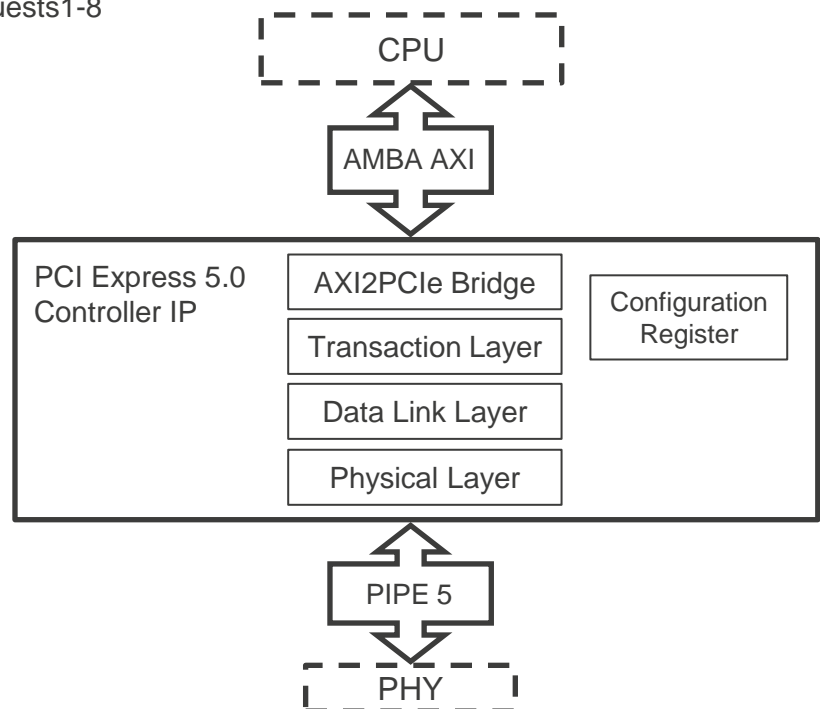 CPU
AMBA AXI
PCI Express 5.0
Controller IP
AXI2PCIe Bridge
Configuration
Register
Transaction Layer
Data Link Layer
Physical Layer
PIPE 5
PHY